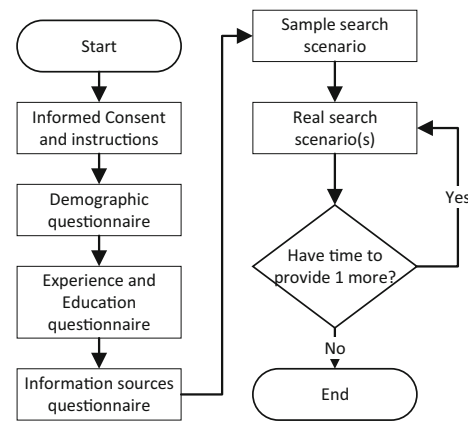 Start
Informed Consent
and instructions
Demographic
questionnaire
Experience and
Education
questionnaire
Information sources
questionnaire
Sample search
scenario
Real search
scenario(s)
Have time to
provide 1 more?
Yes
No
End